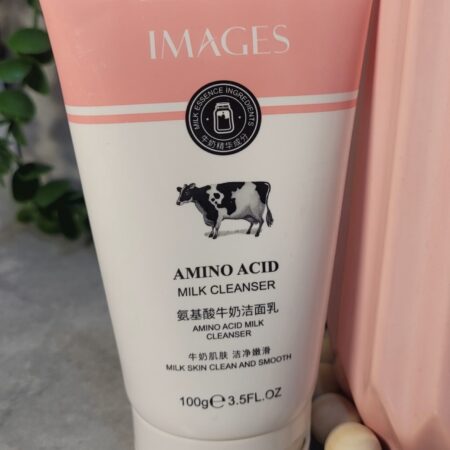 IMAGES
MILK ESSENCE INGREDIENTS
牛奶精华成分
AMINO ACID
MILK CLEANSER
氨基酸牛奶洁面乳
AMINO ACID MILK
CLEANSER
牛奶肌肤 洁净嫩滑
MILK SKIN CLEAN AND SMOOTH
100g℮3.5FL.OZ